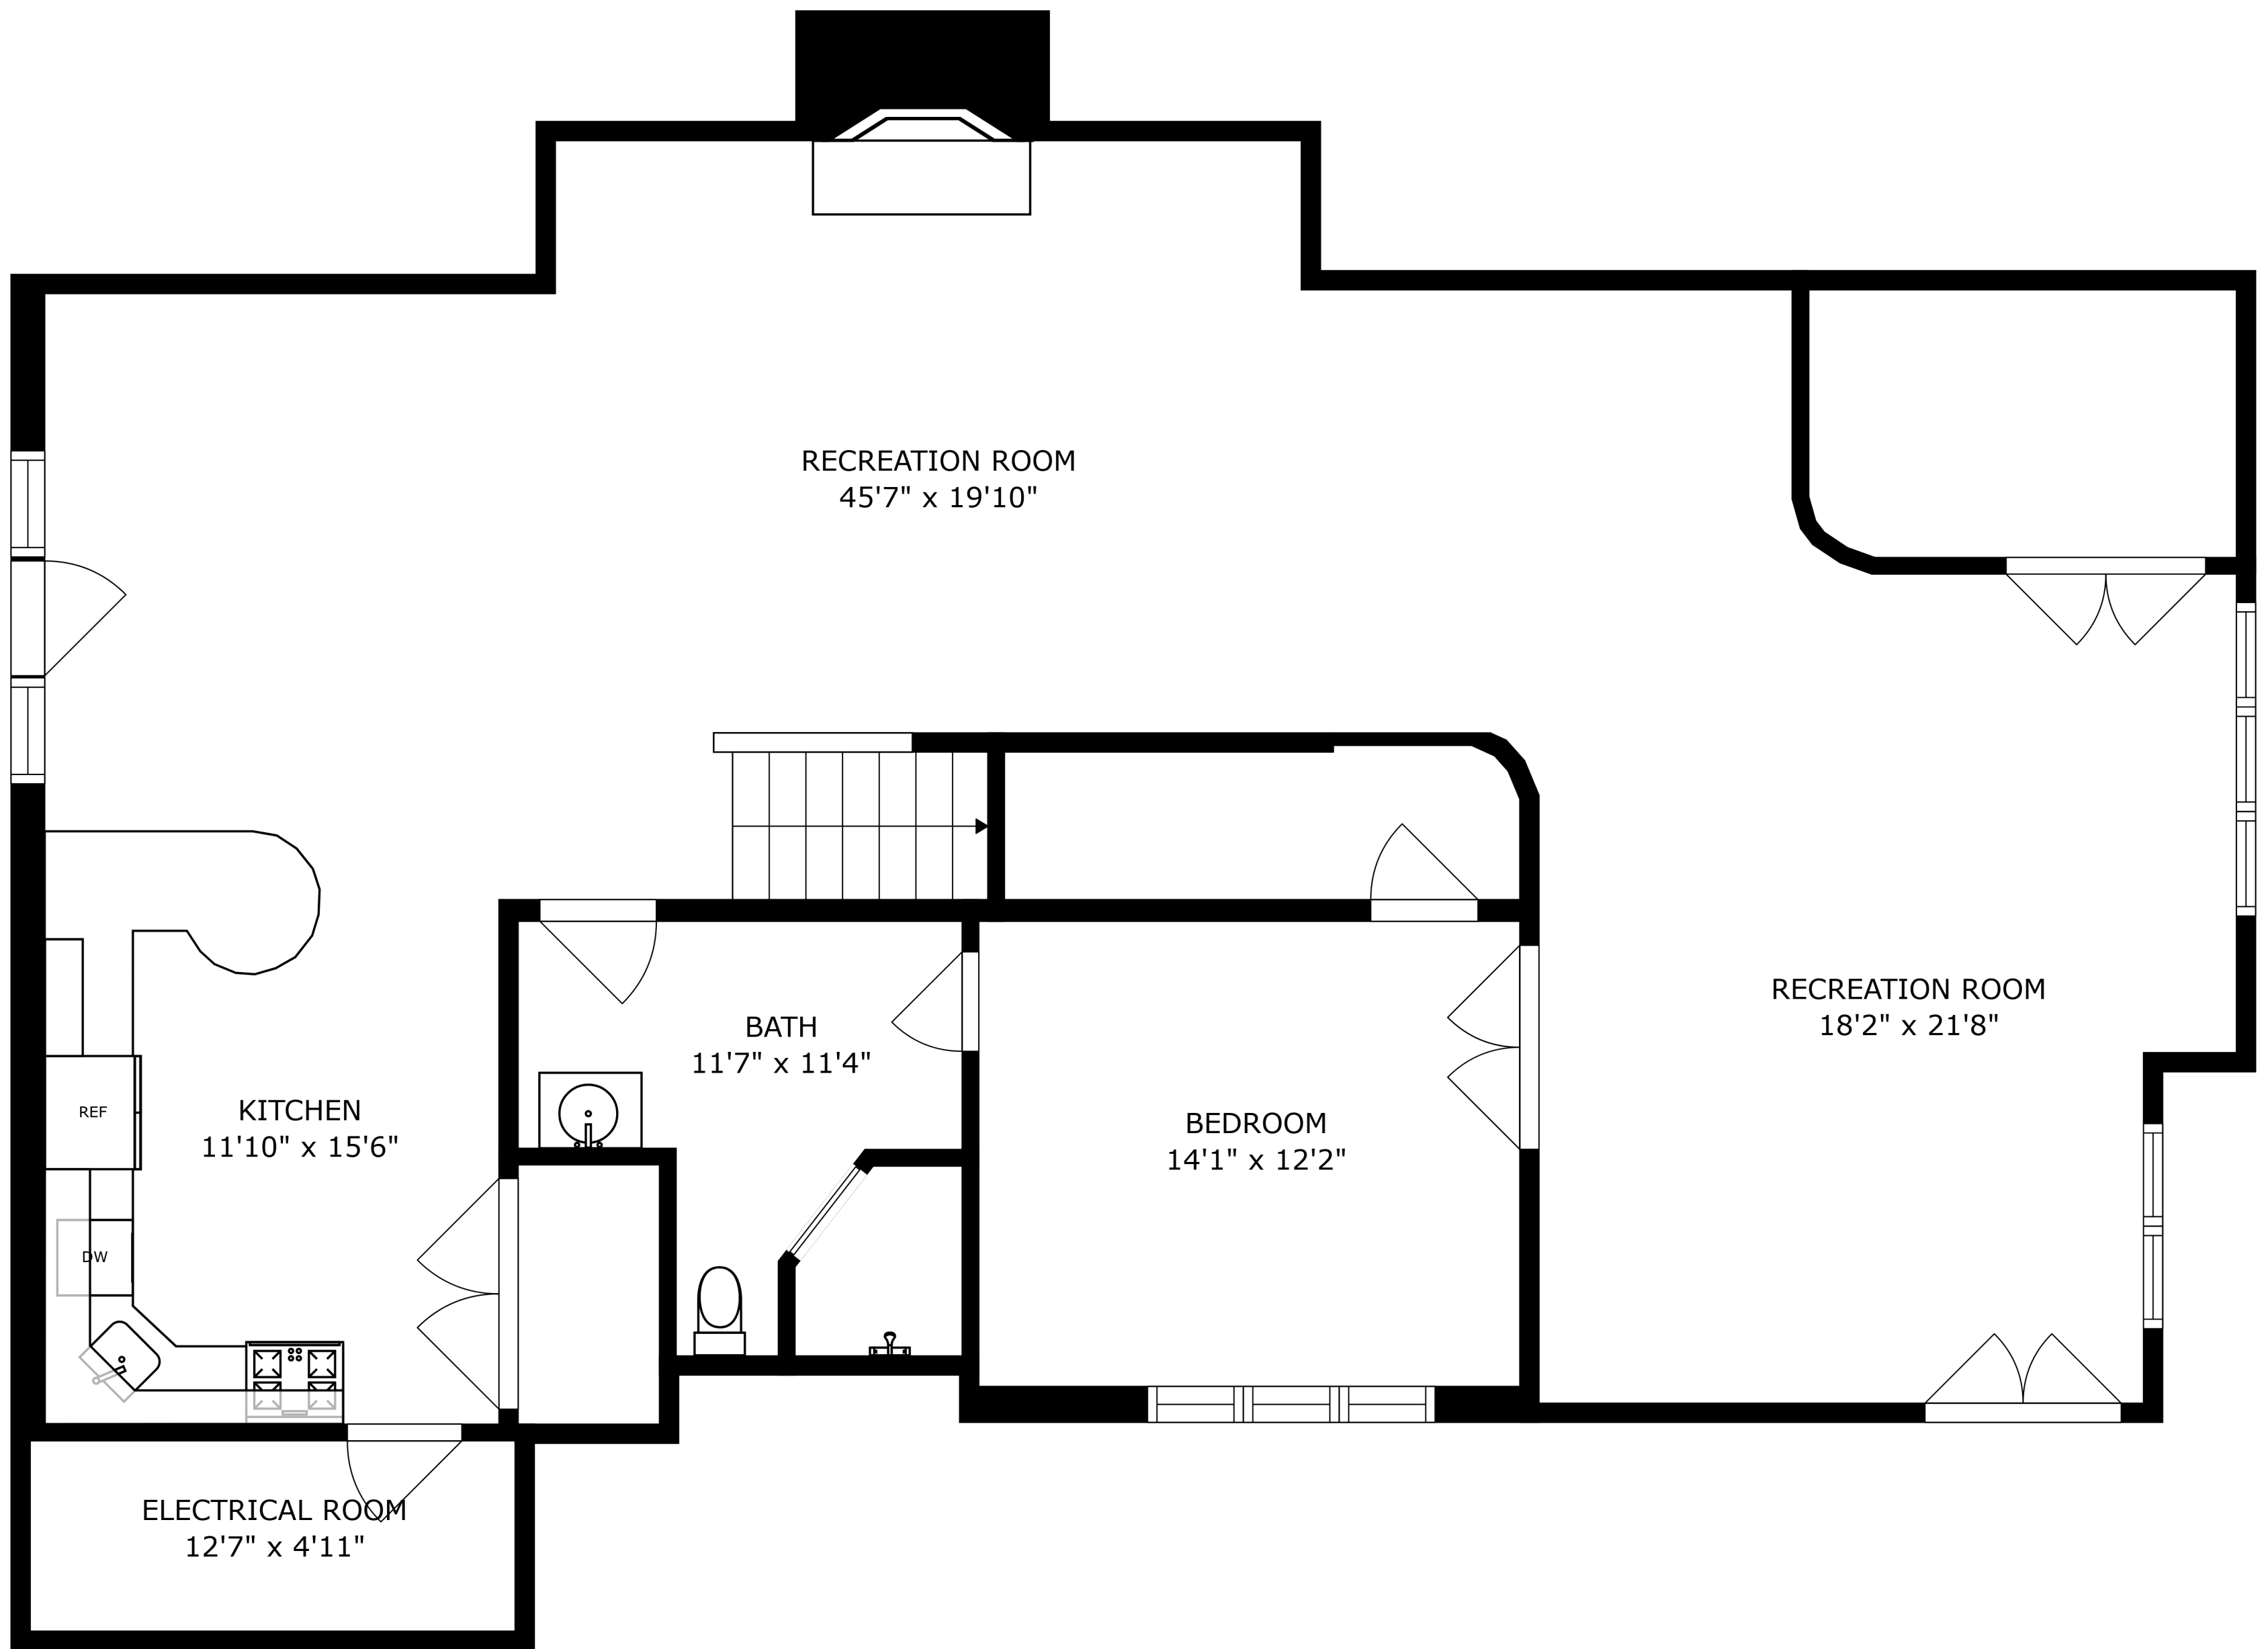 RECREATION ROOM
45'7" x 19'10"
RECREATION ROOM
18'2" x 21'8"
BATH
11'7" x 11'4"
KITCHEN
11'10" x 15'6"
REF
BEDROOM
14'1" x 12'2"
DW
ELECTRICAL ROOM
12'7" x 4'11"